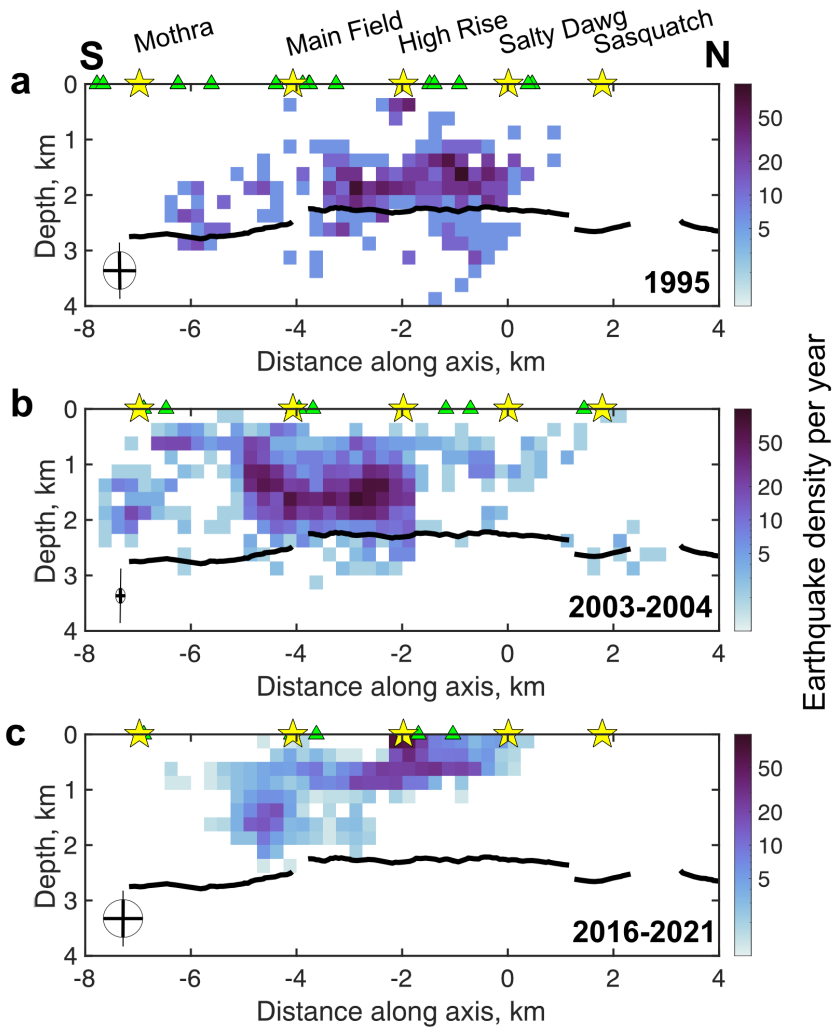 Mothra Main Field High Rise Salty Dawg Sasquatch
S N
a
0
1
2
3
4
Depth, km
1995
-8 -6 -4 -2 0 2 4
Distance along axis, km
50
20
10
5
b
0
1
2
3
4
Depth, km
2003-2004
-8 -6 -4 -2 0 2 4
Distance along axis, km
50
20
10
5
Earthquake density per year
c
0
1
2
3
4
Depth, km
2016-2021
-8 -6 -4 -2 0 2 4
Distance along axis, km
50
20
10
5